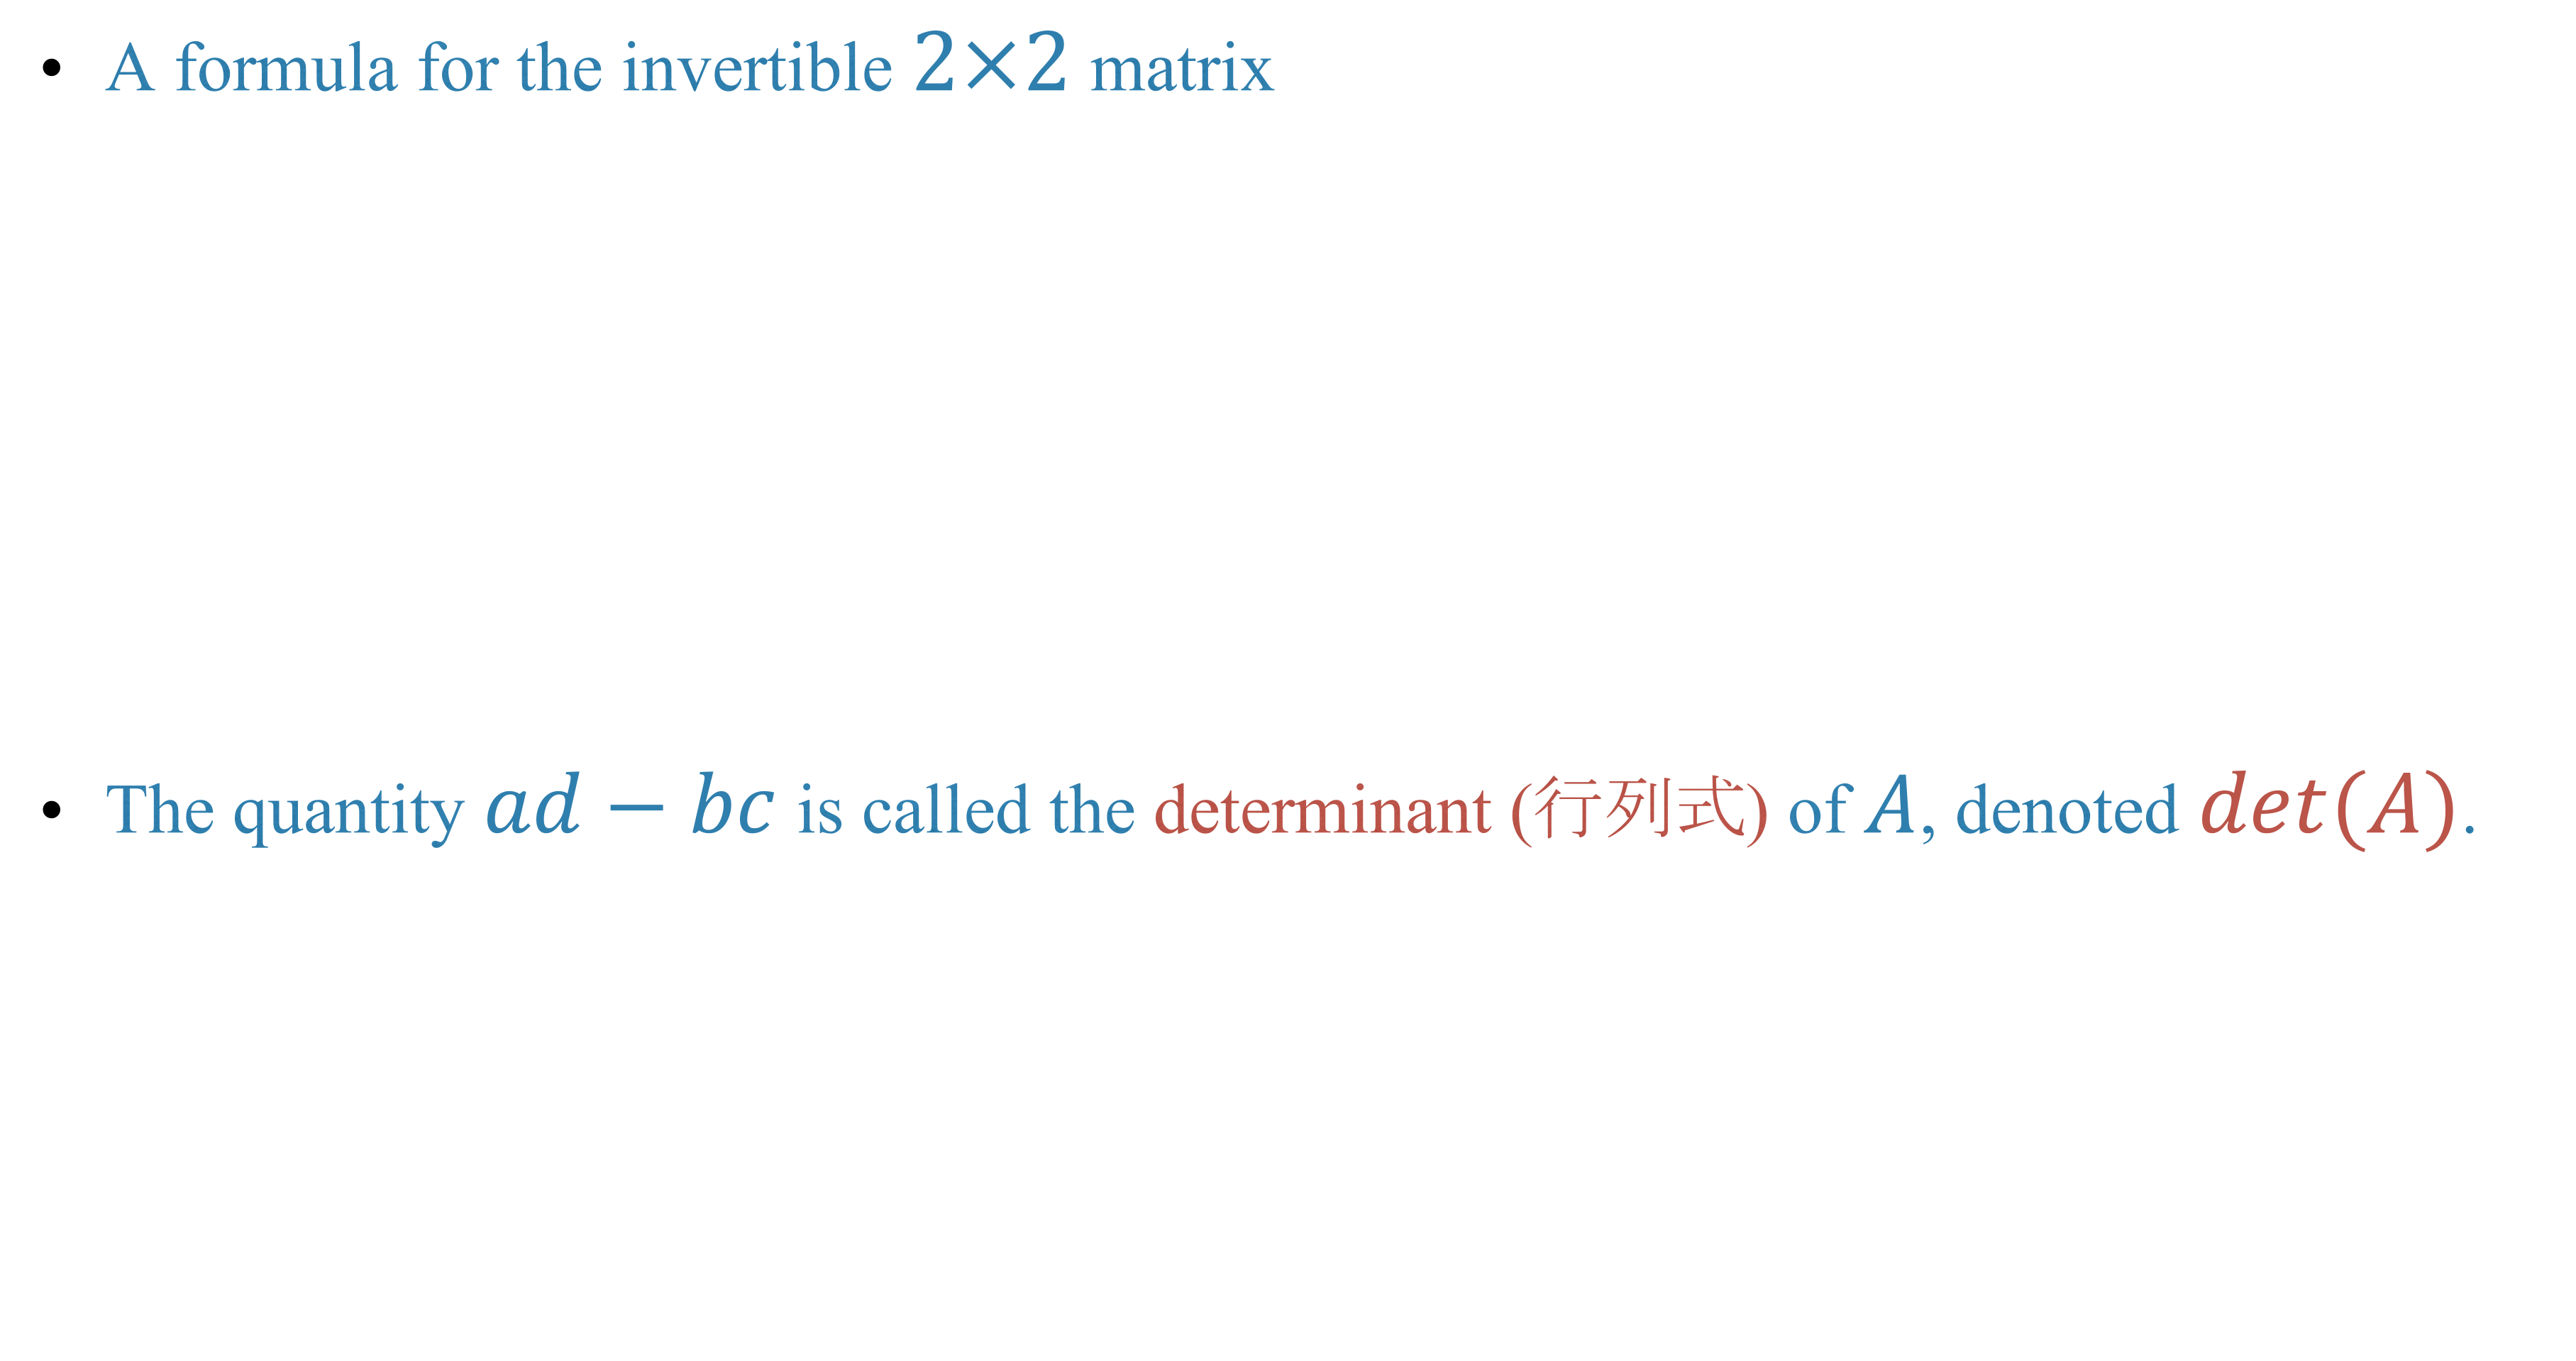 • A formula for the invertible 2×2 matrix
• The quantity ad − bc is called the determinant (行列式) of A, denoted det(A).